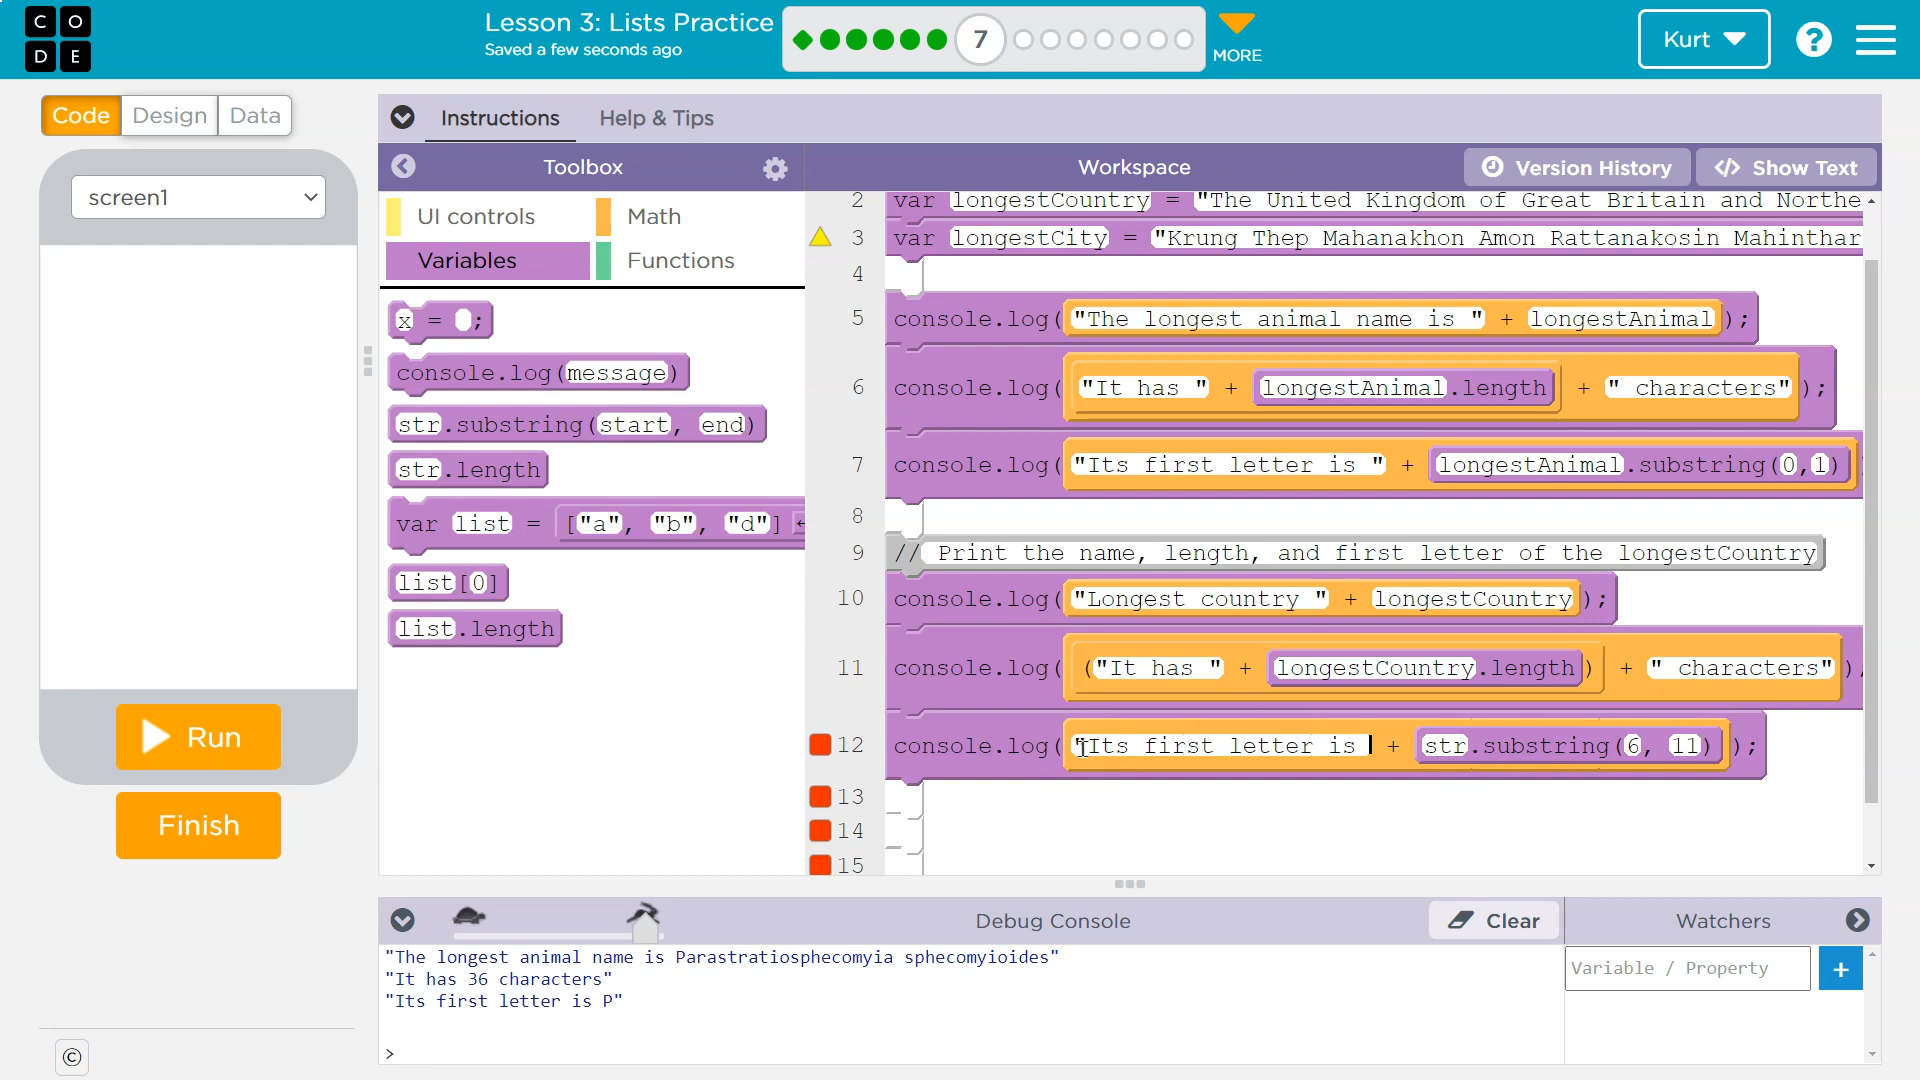 CODE
Lesson 3: Lists Practice
Saved a few seconds ago
7
MORE
Kurt
?
Code Design Data
Instructions Help & Tips
screen1
Toolbox
Workspace
Version History
</> Show Text
UI controls Math
Variables Functions
x = ;
console.log(message)
str.substring(start, end)
str.length
var list = ["a", "b", "d"]
list[0]
list.length
2 var longestCountry = "The United Kingdom of Great Britain and Northe
3 var longestCity = "Krung Thep Mahanakhon Amon Rattanakosin Mahinthar
4
5 console.log("The longest animal name is " + longestAnimal);
6 console.log("It has " + longestAnimal.length + " characters");
7 console.log("Its first letter is " + longestAnimal.substring(0,1)
8
9 // Print the name, length, and first letter of the longestCountry
10 console.log("Longest country " + longestCountry);
11 console.log(("It has " + longestCountry.length) + " characters");
12 console.log("Its first letter is + str.substring(6, 11));
13
14
15
Run
Finish
Debug Console
Clear
Watchers
Variable / Property
+
"The longest animal name is Parastratiosphecomyia sphecomyioides"
"It has 36 characters"
"Its first letter is P"
>
©